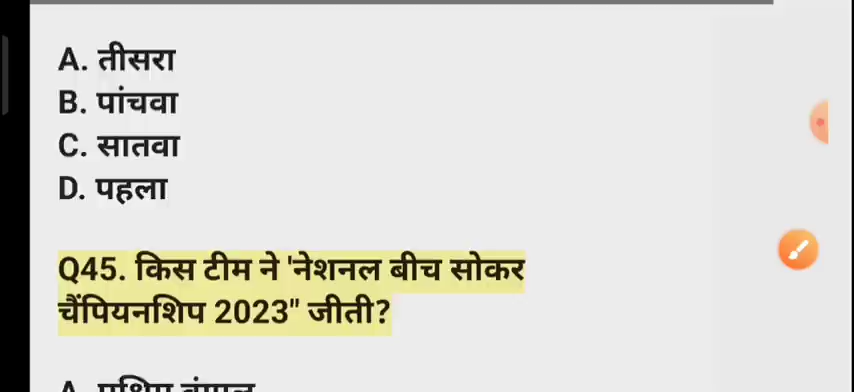 A. तीसरा
B. पांचवा
C. सातवा
D. पहला
Q45. किस टीम ने 'नेशनल बीच सोकर
चैंपियनशिप 2023" जीती?